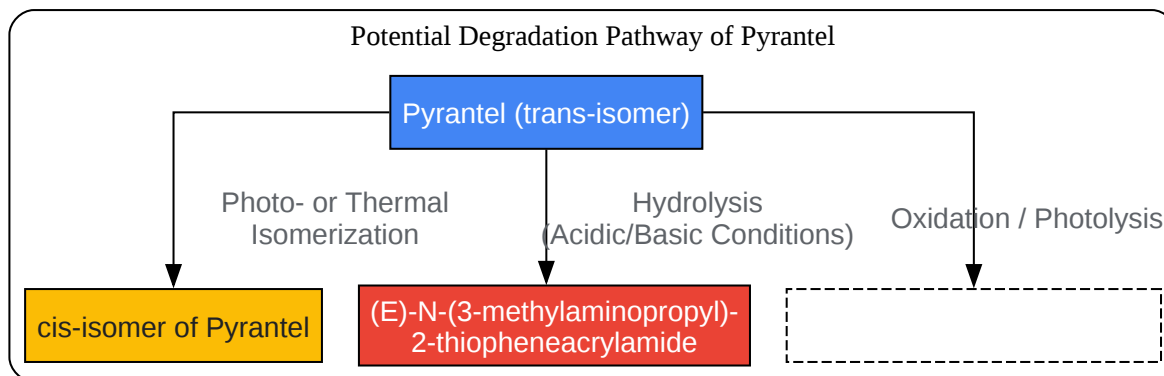 Potential Degradation Pathway of Pyrantel
Pyrantel (trans-isomer)
Photo- or Thermal
Isomerization
Hydrolysis
(Acidic/Basic Conditions)
Oxidation / Photolysis
cis-isomer of Pyrantel
(E)-N-(3-methylaminopropyl)-
2-thiopheneacrylamide